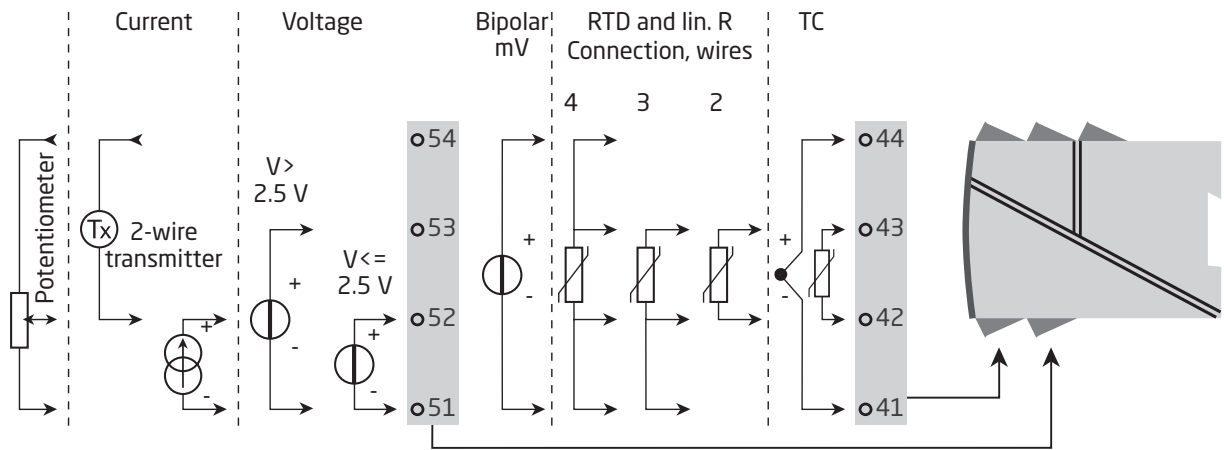 Current
Voltage
Bipolar
mV
RTD and lin. R
Connection, wires
TC
4
3
2
Potentiometer
Tx
2-wire
transmitter
+
-
V>
2.5 V
+
-
V<=
2.5 V
+
-
54
53
52
51
+
-
+
-
44
43
42
41